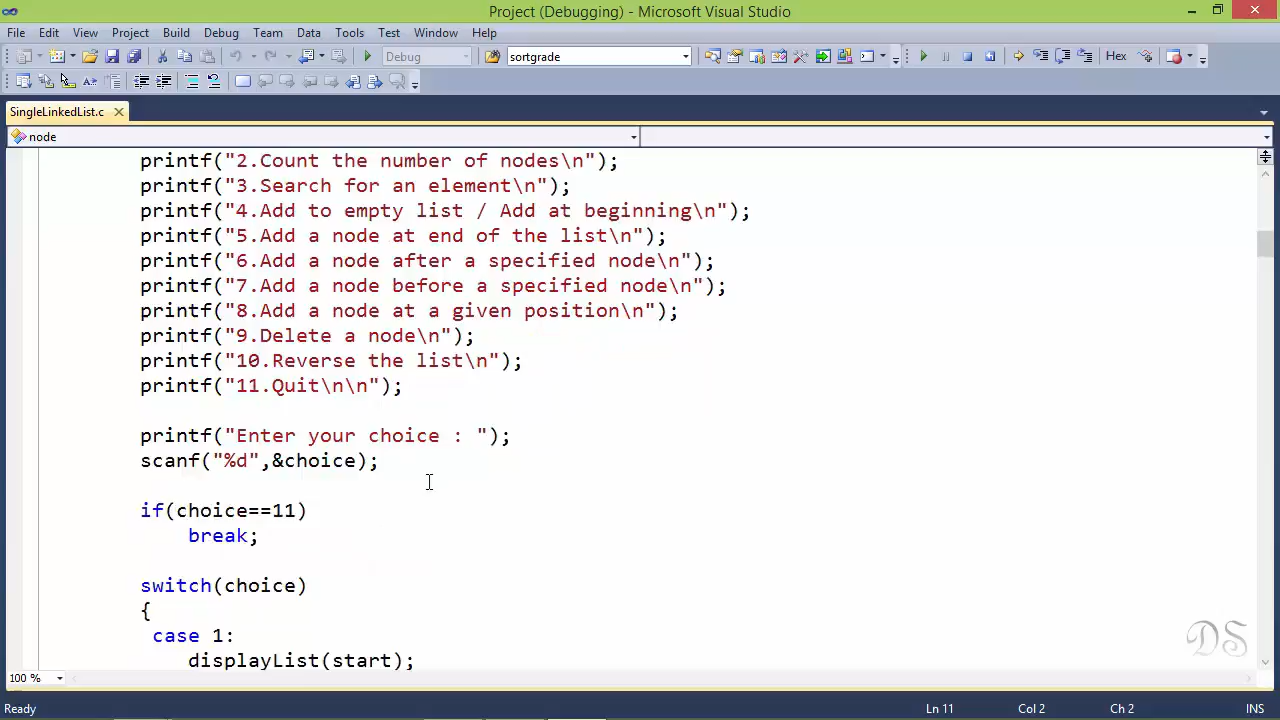 Project (Debugging) - Microsoft Visual Studio
File Edit View Project Build Debug Team Data Tools Test Window Help
Debug sortgrade Hex
SingleLinkedList.c
node
printf("2.Count the number of nodes\n");
printf("3.Search for an element\n");
printf("4.Add to empty list / Add at beginning\n");
printf("5.Add a node at end of the list\n");
printf("6.Add a node after a specified node\n");
printf("7.Add a node before a specified node\n");
printf("8.Add a node at a given position\n");
printf("9.Delete a node\n");
printf("10.Reverse the list\n");
printf("11.Quit\n\n");
printf("Enter your choice : ");
scanf("%d",&choice);
if(choice==11)
break;
switch(choice)
{
case 1:
displayList(start);
DS
100 %
Ready Ln 11 Col 2 Ch 2 INS